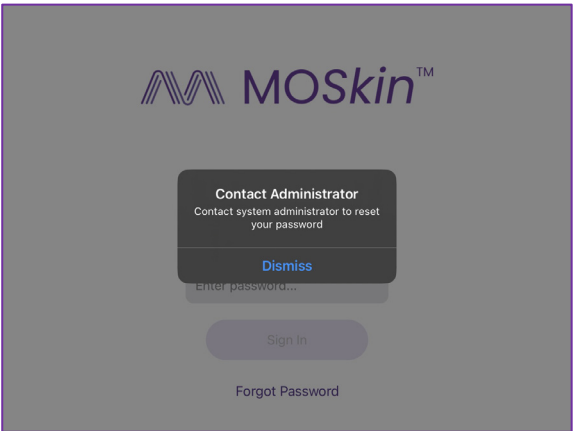 MOSkin™
Contact Administrator
Contact system administrator to reset
your password
Dismiss
Enter password...
Sign In
Forgot Password